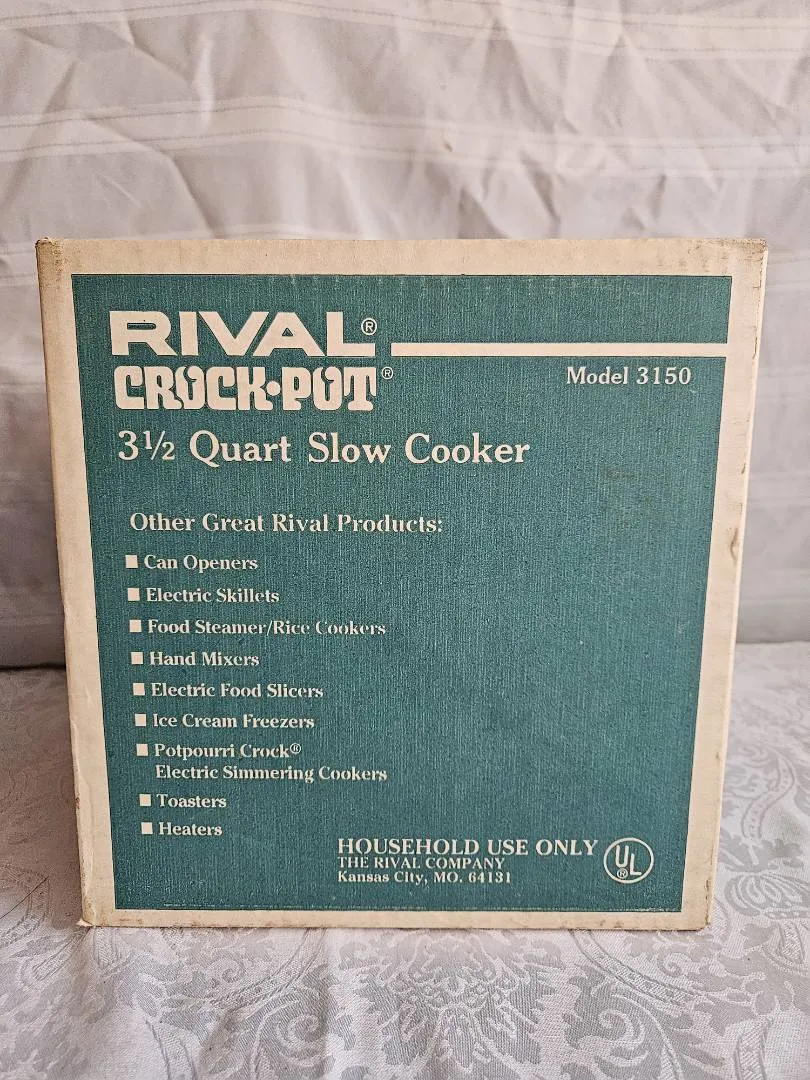 RIVAL®
CROCK•POT®
Model 3150
3½ Quart Slow Cooker
Other Great Rival Products:
■ Can Openers
■ Electric Skillets
■ Food Steamer/Rice Cookers
■ Hand Mixers
■ Electric Food Slicers
■ Ice Cream Freezers
■ Potpourri Crock®
Electric Simmering Cookers
■ Toasters
■ Heaters
HOUSEHOLD USE ONLY
THE RIVAL COMPANY
Kansas City, MO. 64131
UL®